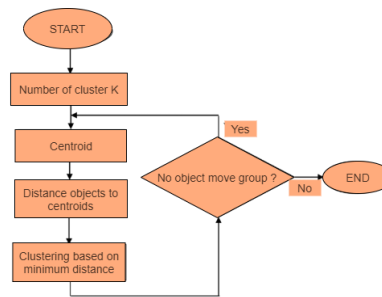 START
Number of cluster K
Centroid
Distance objects to
centroids
Clustering based on
minimum distance
No object move group ?
Yes
No
END